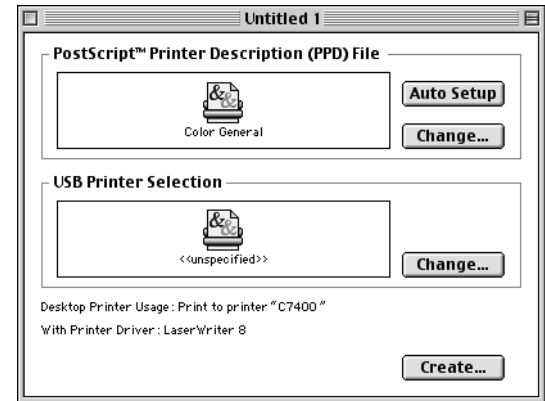 Untitled 1
PostScript™ Printer Description (PPD) File
Color General
Auto Setup
Change...
USB Printer Selection
<<unspecified>>
Change...
Desktop Printer Usage: Print to printer "C7400 "
With Printer Driver: LaserWriter 8
Create...